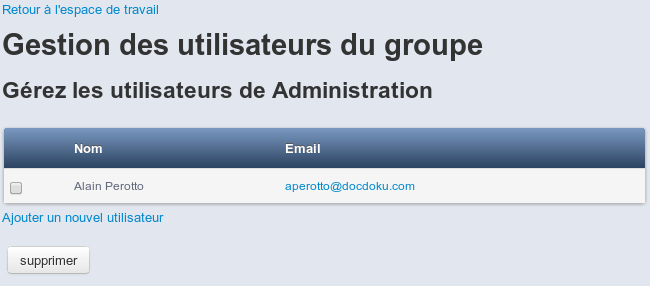 Retour à l'espace de travail
Gestion des utilisateurs du groupe
Gérez les utilisateurs de Administration
Nom Email
Alain Perotto aperotto@docdoku.com
Ajouter un nouvel utilisateur
supprimer